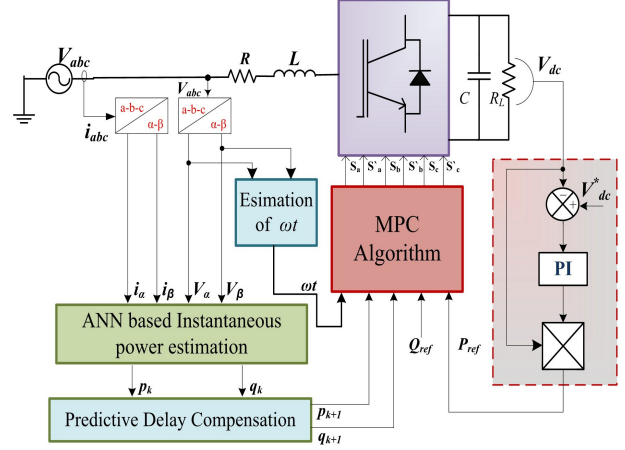 V_abc
R
L
V_dc
C
R_L
V_abc
a-b-c
α-β
a-b-c
α-β
i_abc
S_a S'_a S_b S'_b S_c S'_c
- +
V*_dc
Esimation
of ωt
MPC
Algorithm
PI
i_α i_β V_α V_β
ωt
ANN based Instantaneous
power estimation
Q_ref
P_ref
p_k
q_k
Predictive Delay Compensation
p_k+1
q_k+1